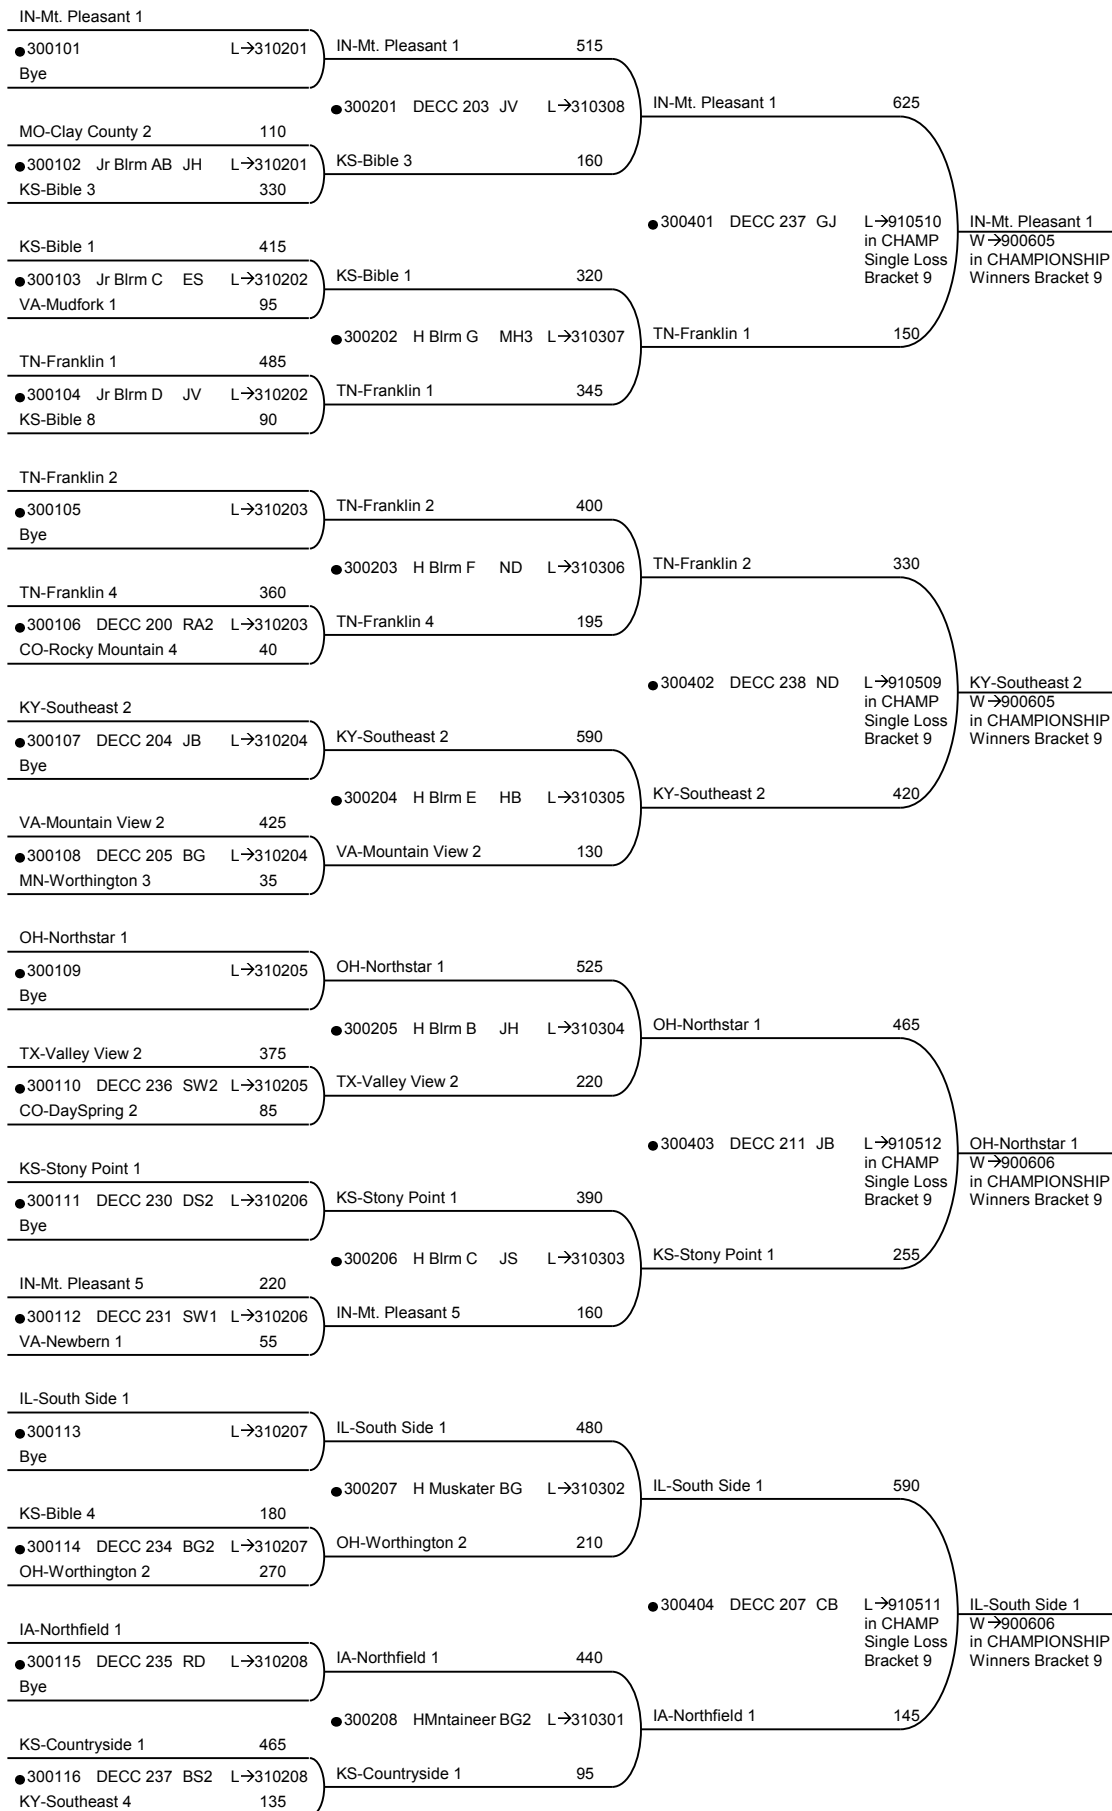 IN-Mt. Pleasant 1
●300101 L→310201
Bye
MO-Clay County 2 110
●300102 Jr Blrm AB JH L→310201
KS-Bible 3 330
KS-Bible 1 415
●300103 Jr Blrm C ES L→310202
VA-Mudfork 1 95
TN-Franklin 1 485
●300104 Jr Blrm D JV L→310202
KS-Bible 8 90
TN-Franklin 2
●300105 L→310203
Bye
TN-Franklin 4 360
●300106 DECC 200 RA2 L→310203
CO-Rocky Mountain 4 40
KY-Southeast 2
●300107 DECC 204 JB L→310204
Bye
VA-Mountain View 2 425
●300108 DECC 205 BG L→310204
MN-Worthington 3 35
OH-Northstar 1
●300109 L→310205
Bye
TX-Valley View 2 375
●300110 DECC 236 SW2 L→310205
CO-DaySpring 2 85
KS-Stony Point 1
●300111 DECC 230 DS2 L→310206
Bye
IN-Mt. Pleasant 5 220
●300112 DECC 231 SW1 L→310206
VA-Newbern 1 55
IL-South Side 1
●300113 L→310207
Bye
KS-Bible 4 180
●300114 DECC 234 BG2 L→310207
OH-Worthington 2 270
IA-Northfield 1
●300115 DECC 235 RD L→310208
Bye
KS-Countryside 1 465
●300116 DECC 237 BS2 L→310208
KY-Southeast 4 135
IN-Mt. Pleasant 1 515
●300201 DECC 203 JV L→310308
KS-Bible 3 160
KS-Bible 1 320
●300202 H Blrm G MH3 L→310307
TN-Franklin 1 345
TN-Franklin 2 400
●300203 H Blrm F ND L→310306
TN-Franklin 4 195
KY-Southeast 2 590
●300204 H Blrm E HB L→310305
VA-Mountain View 2 130
OH-Northstar 1 525
●300205 H Blrm B JH L→310304
TX-Valley View 2 220
KS-Stony Point 1 390
●300206 H Blrm C JS L→310303
IN-Mt. Pleasant 5 160
IL-South Side 1 480
●300207 H Muskater BG L→310302
OH-Worthington 2 210
IA-Northfield 1 440
●300208 HMntaineer BG2 L→310301
KS-Countryside 1 95
IN-Mt. Pleasant 1 625
●300401 DECC 237 GJ L→910510
in CHAMP
Single Loss
Bracket 9
TN-Franklin 1 150
TN-Franklin 2 330
●300402 DECC 238 ND L→910509
in CHAMP
Single Loss
Bracket 9
KY-Southeast 2 420
OH-Northstar 1 465
●300403 DECC 211 JB L→910512
in CHAMP
Single Loss
Bracket 9
KS-Stony Point 1 255
IL-South Side 1 590
●300404 DECC 207 CB L→910511
in CHAMP
Single Loss
Bracket 9
IA-Northfield 1 145
IN-Mt. Pleasant 1
W→900605
in CHAMPIONSHIP
Winners Bracket 9
KY-Southeast 2
W→900605
in CHAMPIONSHIP
Winners Bracket 9
OH-Northstar 1
W→900606
in CHAMPIONSHIP
Winners Bracket 9
IL-South Side 1
W→900606
in CHAMPIONSHIP
Winners Bracket 9